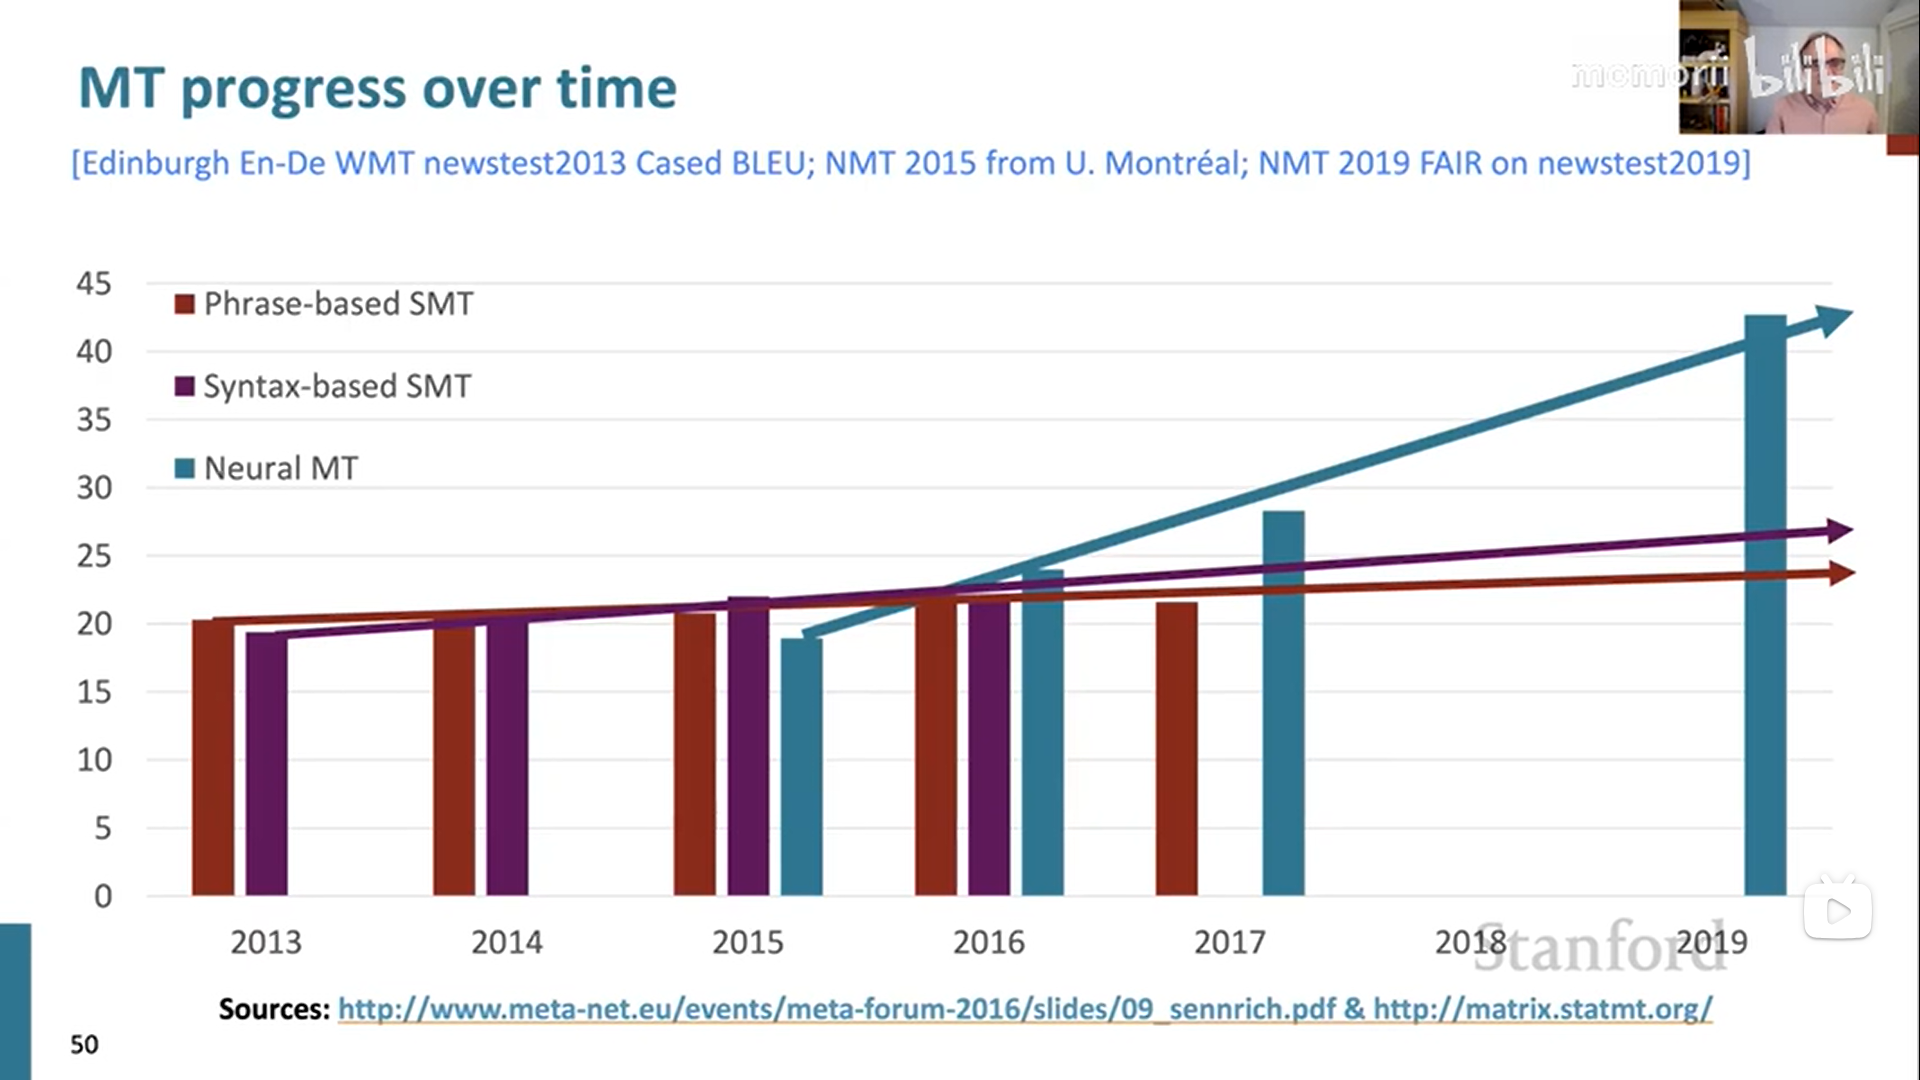 MT progress over time
momorii bilibili
[Edinburgh En-De WMT newstest2013 Cased BLEU; NMT 2015 from U. Montréal; NMT 2019 FAIR on newstest2019]
45
Phrase-based SMT
40
Syntax-based SMT
35
Neural MT
30
25
20
15
10
5
0
2013 2014 2015 2016 2017 2018 2019
Stanford
Sources: http://www.meta-net.eu/events/meta-forum-2016/slides/09_sennrich.pdf & http://matrix.statmt.org/
50